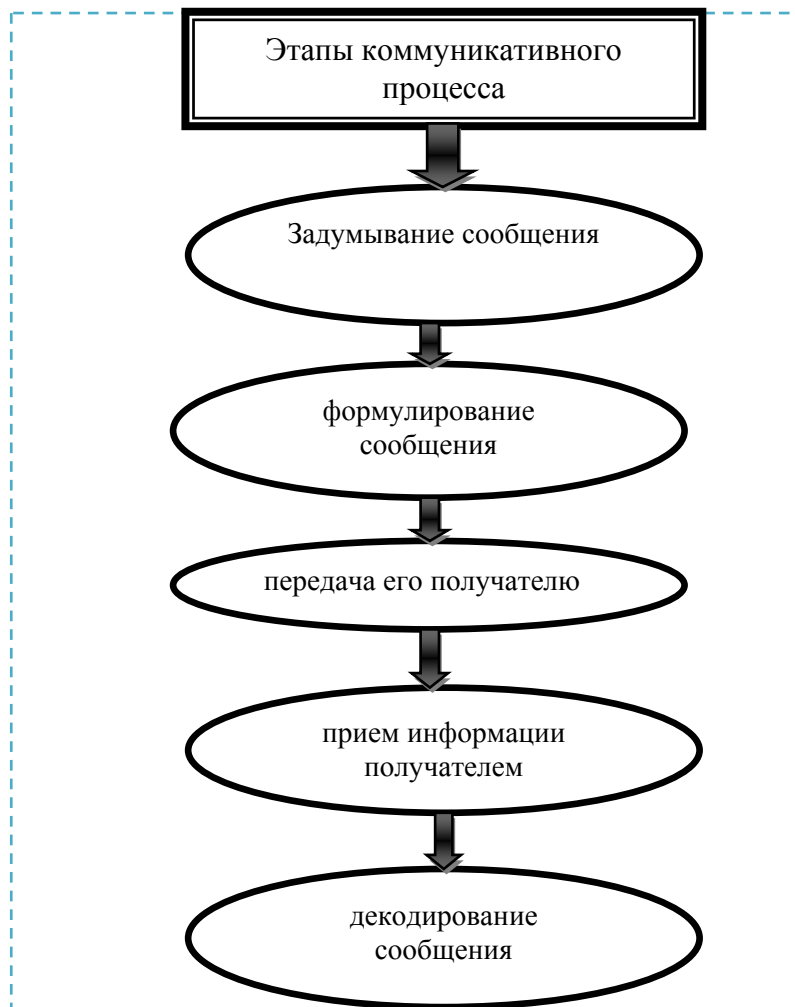 Этапы коммуникативного
процесса
Задумывание сообщения
формулирование
сообщения
передача его получателю
прием информации
получателем
декодирование
сообщения